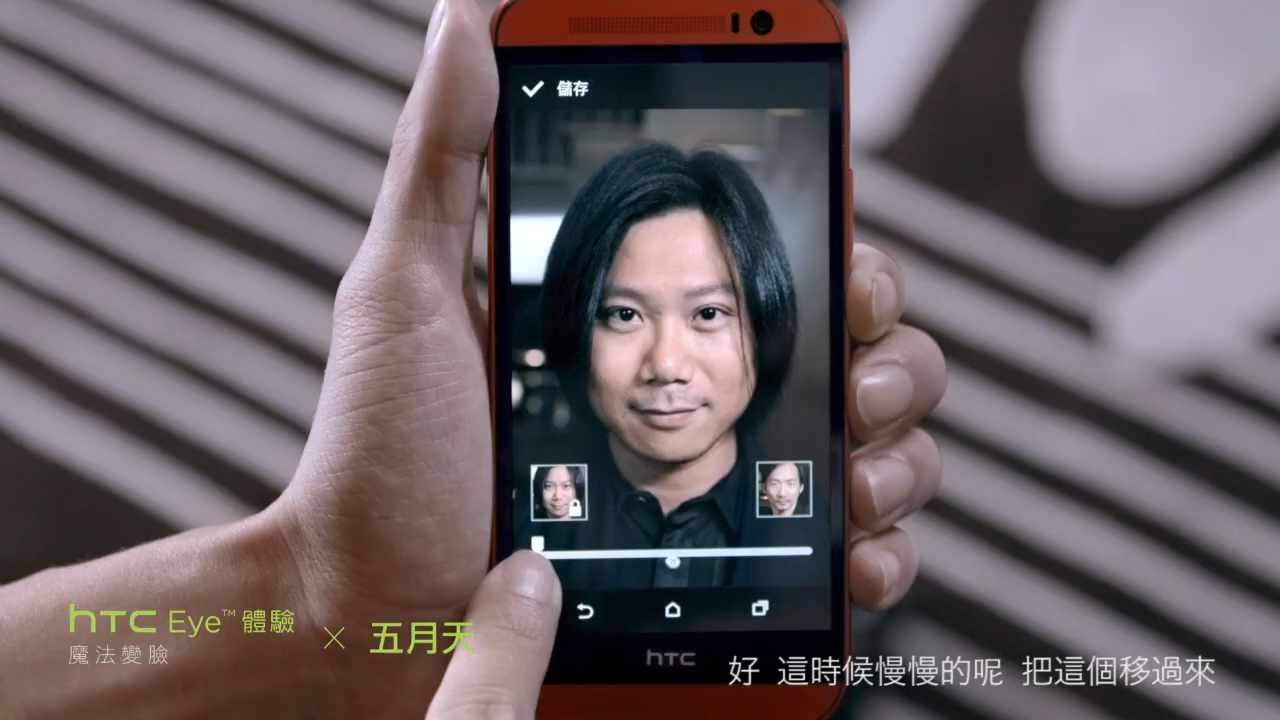 儲存
htc
htc Eye™ 體驗
魔法變臉
× 五月天
好 這時候慢慢的呢 把這個移過來